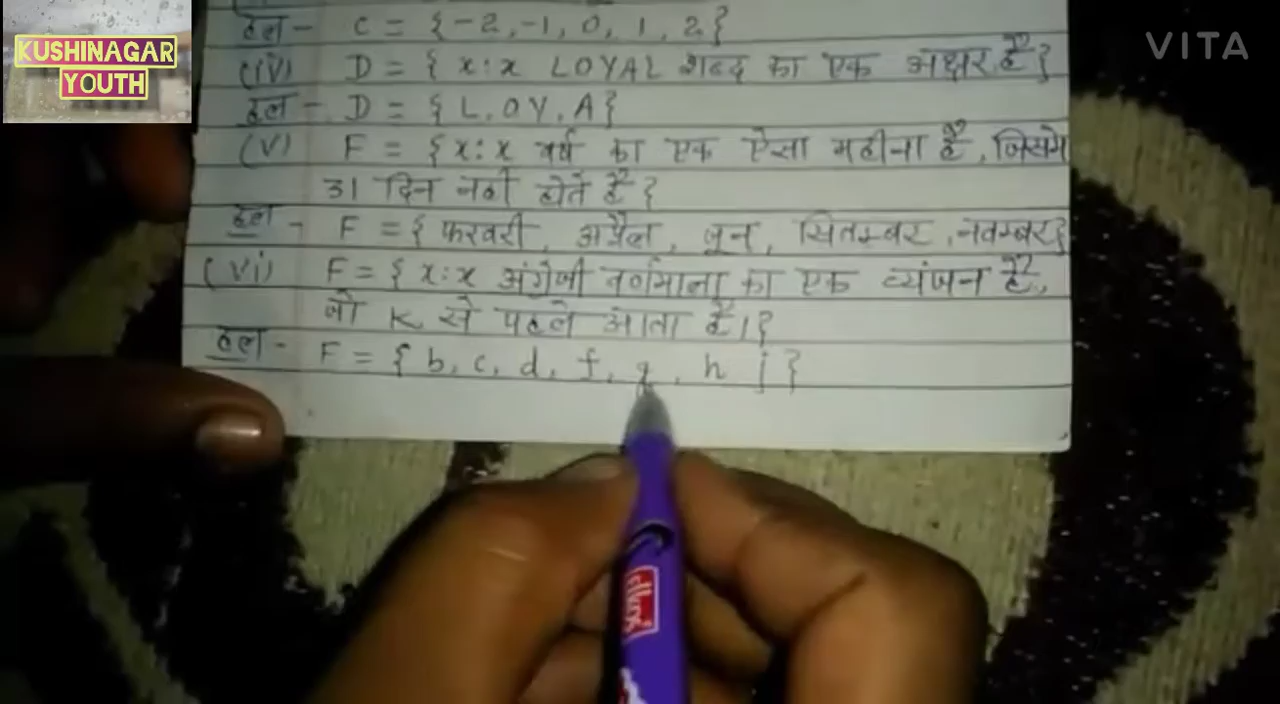 KUSHINAGAR
YOUTH
VITA
हल - C = {-2, -1, 0, 1, 2}
(iv) D = { x : x LOYAL शब्द का एक अक्षर है }
हल - D = { L, O Y, A }
(v) F = { x : x वर्ष का एक ऐसा महीना है, जिसमे
31 दिन नही होते है }
हल - F = { फरवरी, अप्रैल, जून, सितम्बर, नवम्बर }
(vi) F = { x : x अंग्रेजी वर्णमाला का एक व्यंजन है,
जो K से पहले आता है। }
हल - F = { b, c, d, f, g, h j }